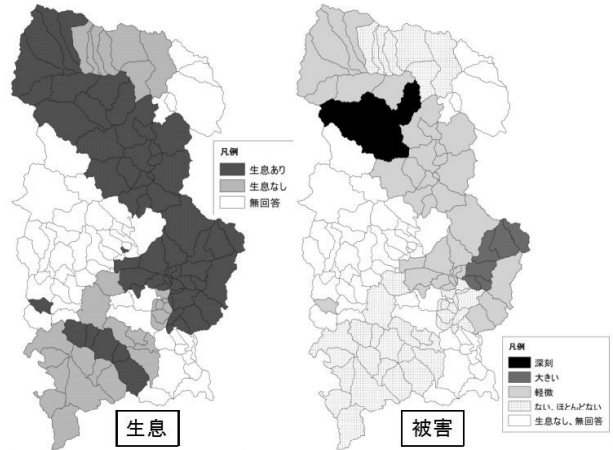 凡例
生息あり
生息なし
無回答
生息
凡例
深刻
大きい
軽微
ない、ほとんどない
生息なし、無回答
被害